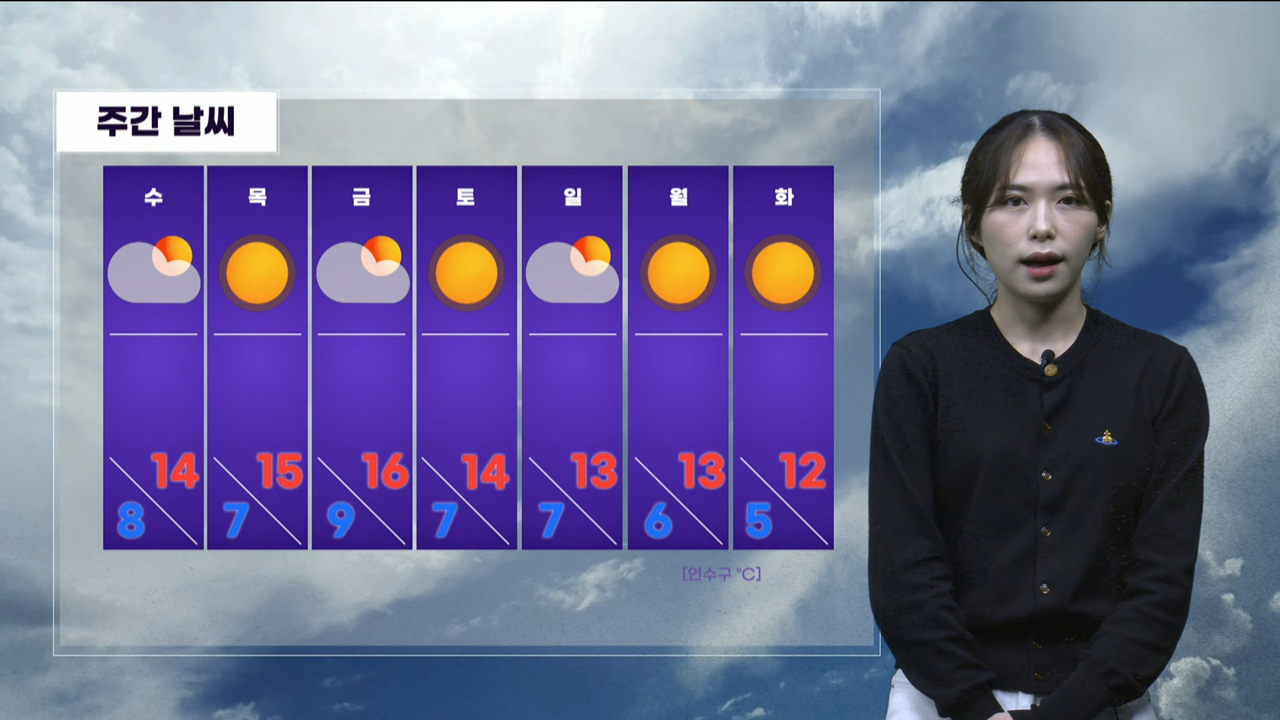 주간 날씨
수 목 금 토 일 월 화
14 15 16 14 13 13 12
8 7 9 7 7 6 5
[연수구 ℃]